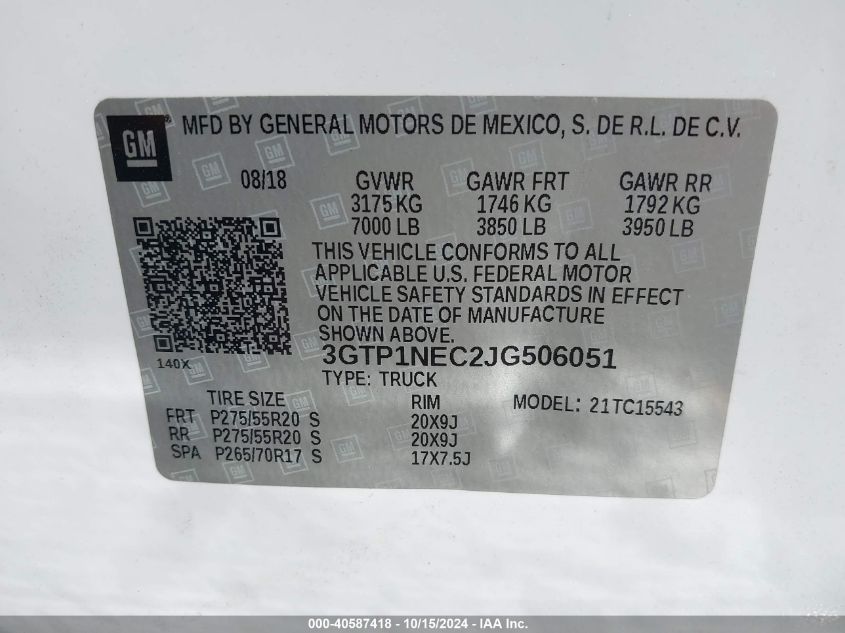 GM ® MFD BY GENERAL MOTORS DE MEXICO, S. DE R.L. DE C.V.
08/18 GVWR GAWR FRT GAWR RR
3175 KG 1746 KG 1792 KG
7000 LB 3850 LB 3950 LB
THIS VEHICLE CONFORMS TO ALL
APPLICABLE U.S. FEDERAL MOTOR
VEHICLE SAFETY STANDARDS IN EFFECT
ON THE DATE OF MANUFACTURE
SHOWN ABOVE.
140X 3GTP1NEC2JG506051
TYPE: TRUCK
TIRE SIZE RIM MODEL: 21TC15543
FRT P275/55R20 S 20X9J
RR P275/55R20 S 20X9J
SPA P265/70R17 S 17X7.5J
000-40587418 - 10/15/2024 - IAA Inc.